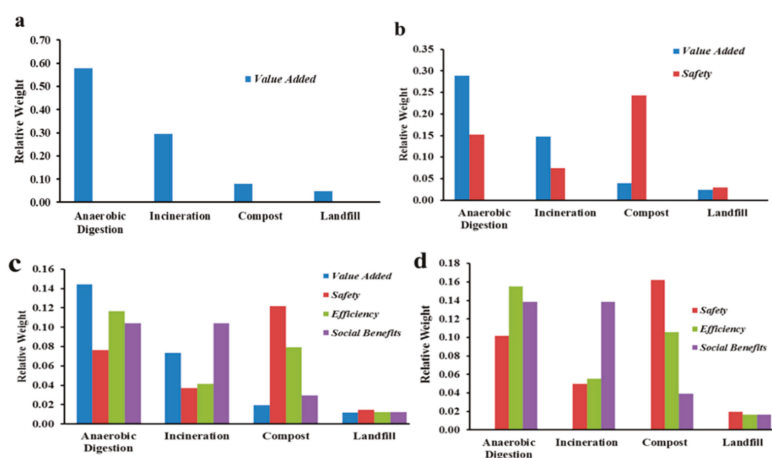 a
0.70
0.60
0.50
0.40
0.30
0.20
0.10
0.00
Relative Weight
Value Added
Anaerobic Digestion
Incineration
Compost
Landfill
b
0.35
0.30
0.25
0.20
0.15
0.10
0.05
0.00
Relative Weight
Value Added
Safety
Anaerobic Digestion
Incineration
Compost
Landfill
c
0.16
0.14
0.12
0.10
0.08
0.06
0.04
0.02
0.00
Relative Weight
Value Added
Safety
Efficiency
Social Benefits
Anaerobic Digestion
Incineration
Compost
Landfill
d
0.18
0.16
0.14
0.12
0.10
0.08
0.06
0.04
0.02
0.00
Relative Weight
Safety
Efficiency
Social Benefits
Anaerobic Digestion
Incineration
Compost
Landfill